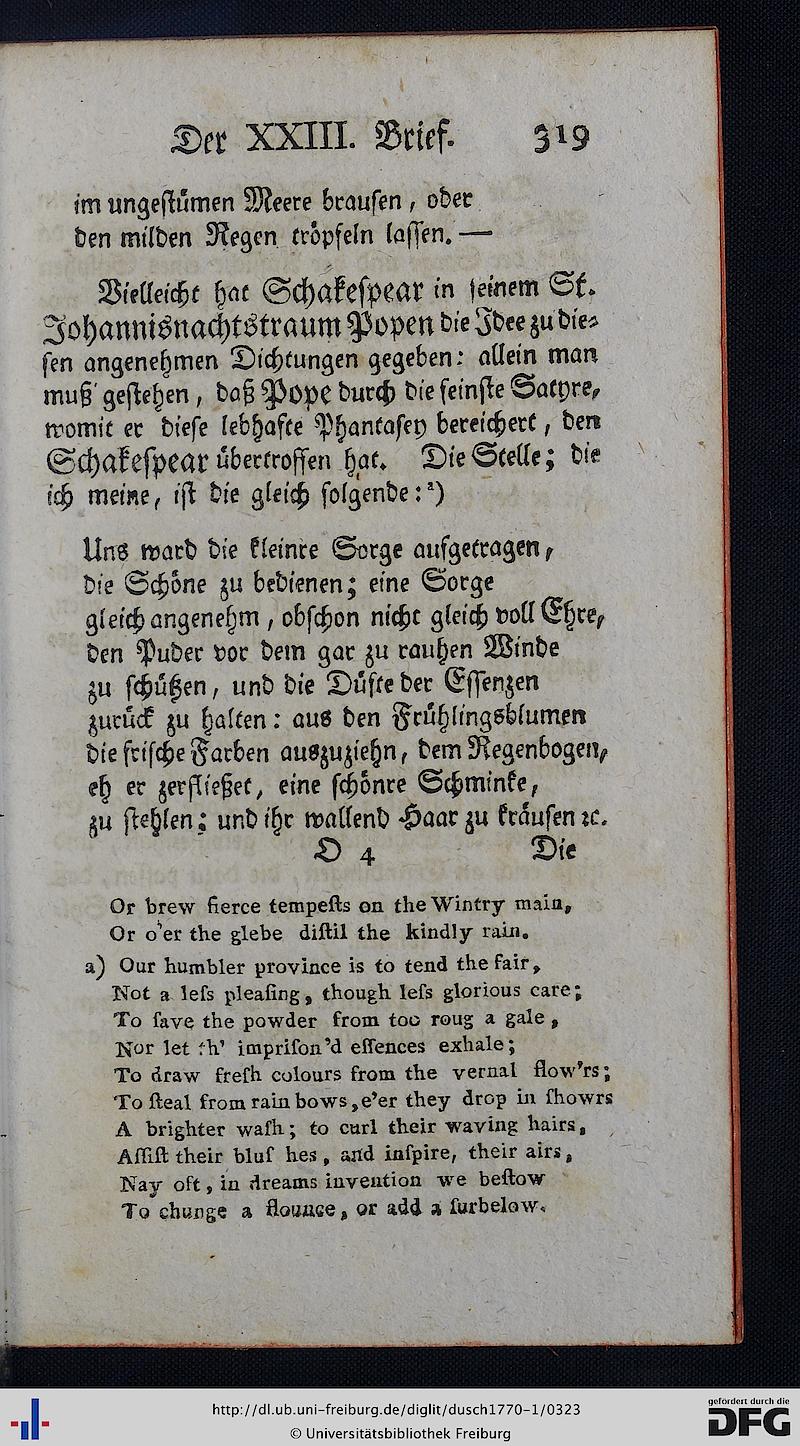 Der XXIII. Brief. 319
im ungestümen Meere brausen, oder
den milden Regen tröpfeln lassen. —
Vielleicht hat Schakespear in seinem St.
Johannisnachtstraum Popen die Idee zu die-
sen angenehmen Dichtungen gegeben: allein man
muß gestehen, daß Pope durch die feinste Satyre,
womit er diese lebhafte Phantasey bereichert, den
Schakespear übertroffen hat. Die Stelle; die
ich meine, ist die gleich folgende: ª)
Uns ward die kleinre Sorge aufgetragen,
die Schöne zu bedienen; eine Sorge
gleich angenehm, obschon nicht gleich voll Ehre,
den Puder vor dem gar zu rauhen Winde
zu schützen, und die Düfte der Essenzen
zurück zu halten: aus den Frühlingsblumen
die frische Farben auszuziehn, dem Regenbogen,
eh er zerfließet, eine schönre Schminke,
zu stehlen; und ihr wallend Haar zu kräusen ꝛc.
O 4 Die
Or brew fierce tempeſts on the Wintry main,
Or o'er the glebe diſtil the kindly rain.
a) Our humbler province is to tend the fair,
Not a leſs pleaſing, though leſs glorious care;
To ſave the powder from too roug a gale,
Nor let th' impriſon'd eſſences exhale;
To draw freſh colours from the vernal flow'rs;
To ſteal from rain bows, e'er they drop in ſhowrs
A brighter waſh; to curl their waving hairs,
Aſſiſt their bluſ hes, and inſpire, their airs,
Nay oft, in dreams invention we beſtow
To change a flounce, or add a furbelow.
http://dl.ub.uni-freiburg.de/diglit/dusch1770-1/0323
© Universitätsbibliothek Freiburg
gefördert durch die
DFG